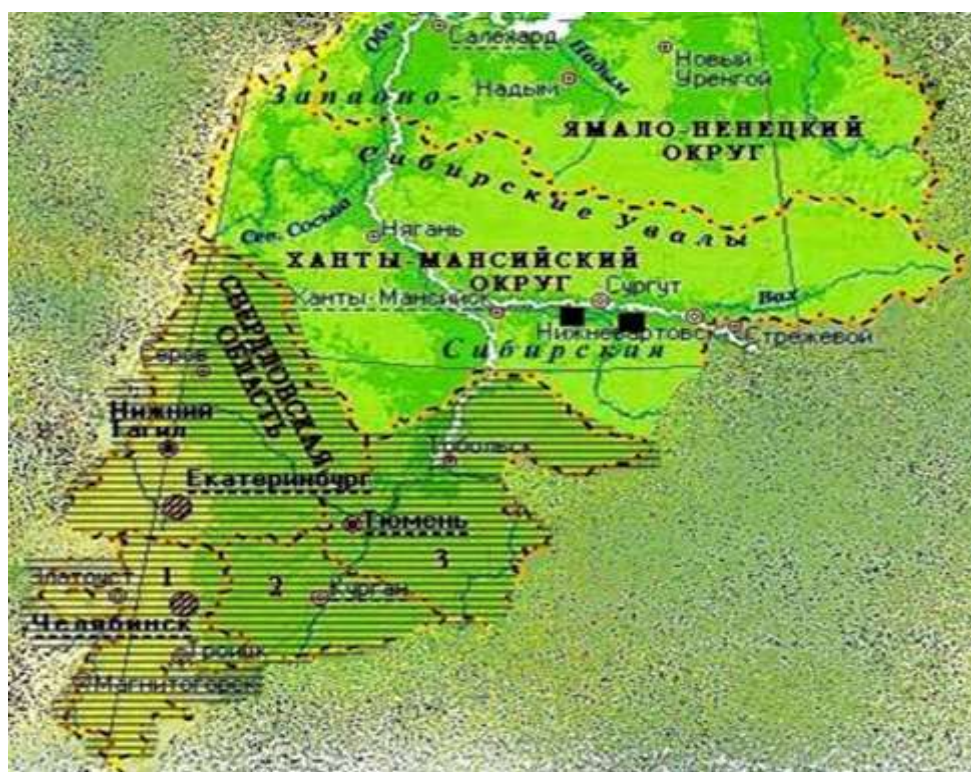 Обь
Салехард
Надым
Новый
Уренгой
Надым
Западно-
ЯМАЛО-НЕНЕЦКИЙ
ОКРУГ
Сибирские Увалы
Сев. Сосьва
Нягань
ХАНТЫ-МАНСИЙСКИЙ
ОКРУГ
Сургут
Вах
Ханты-Мансийск
Нижневартовск
Стрежевой
Сибирская
СВЕРДЛОВСКАЯ
ОБЛАСТЬ
Серов
Нижний
Тагил
Тобольск
Екатеринбург
Тюмень
3
Златоуст
1
2
Курган
Челябинск
Троицк
Магнитогорск